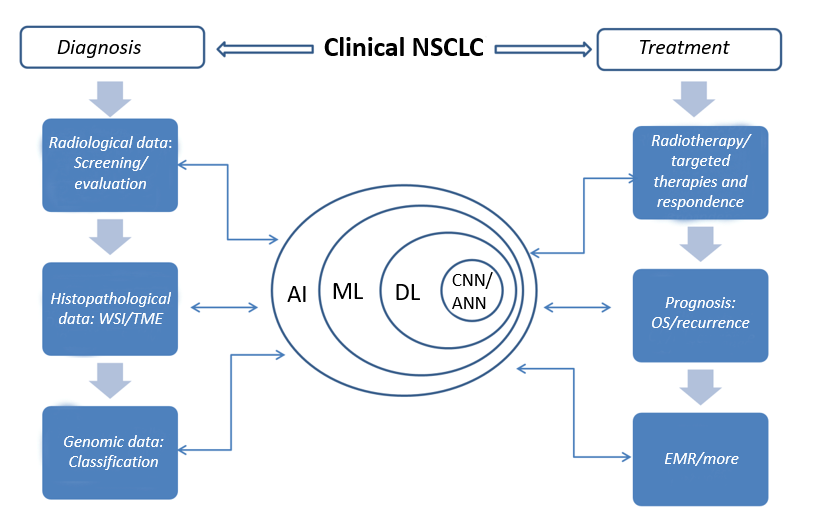 Diagnosis
Clinical NSCLC
Treatment
Radiological data:
Screening/
evaluation
Histopathological
data: WSI/TME
Genomic data:
Classification
AI
ML
DL
CNN/
ANN
Radiotherapy/
targeted
therapies and
respondence
Prognosis:
OS/recurrence
EMR/more